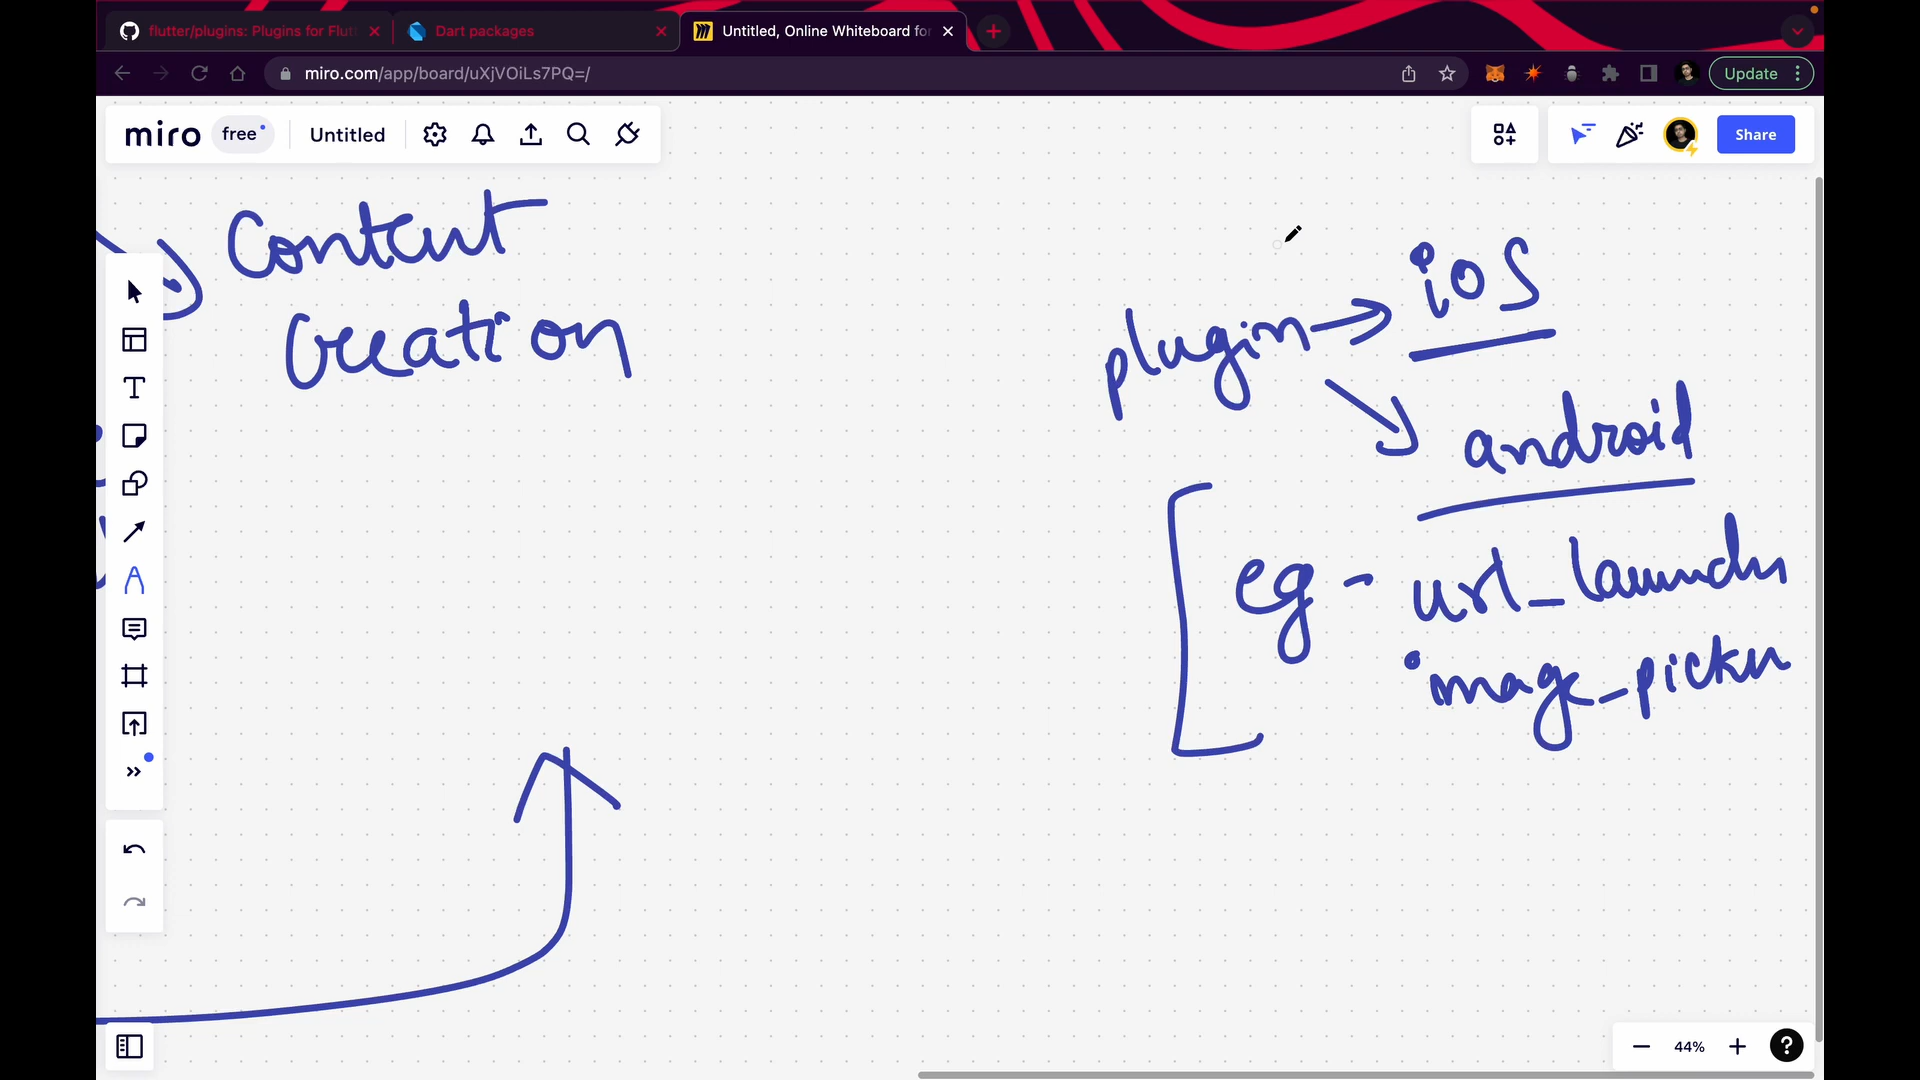 flutter/plugins: Plugins for Flut
Dart packages
Untitled, Online Whiteboard for
miro.com/app/board/uXjVOiLs7PQ=/
Update
miro
free
Untitled
Share
Content
Creation
plugin
ios
android
eg - url_launcher
image_picker
44%